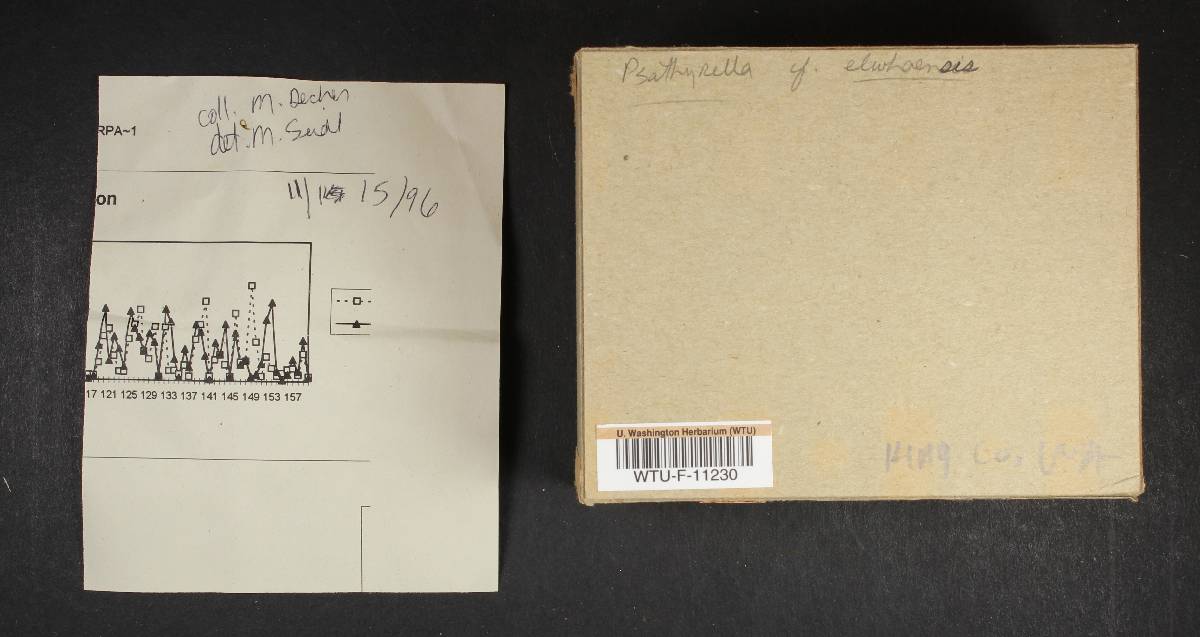 coll. M. Dechen
det. M. Seidl
RPA~1
11/ 15/96
on
17 121 125 129 133 137 141 145 149 153 157
Psathyrella cf. elwhaensis
U. Washington Herbarium (WTU)
WTU-F-11230
King Co, WA